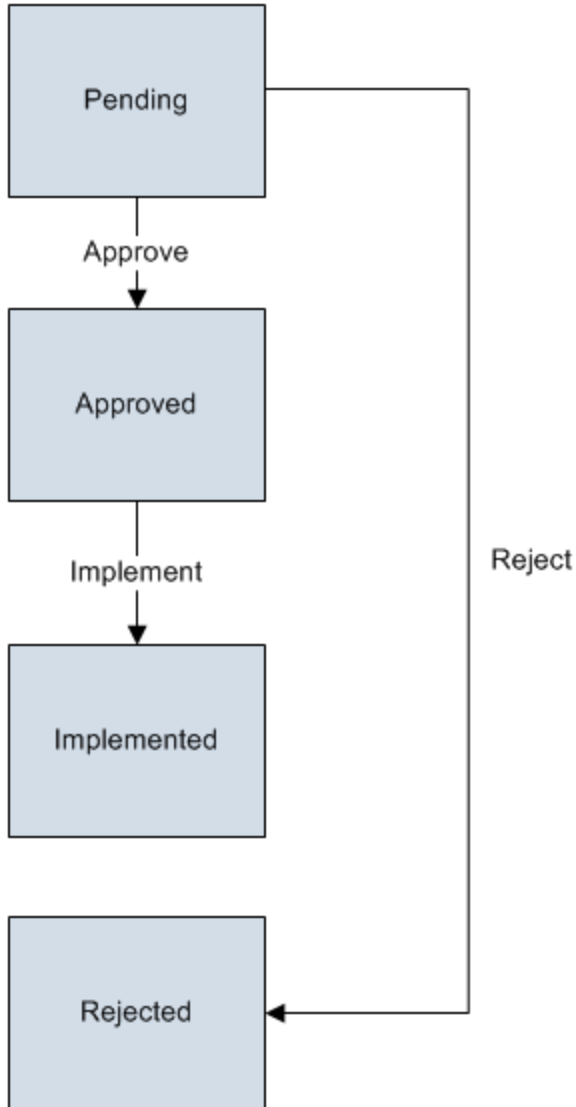 Pending
Approve
Approved
Implement
Reject
Implemented
Rejected